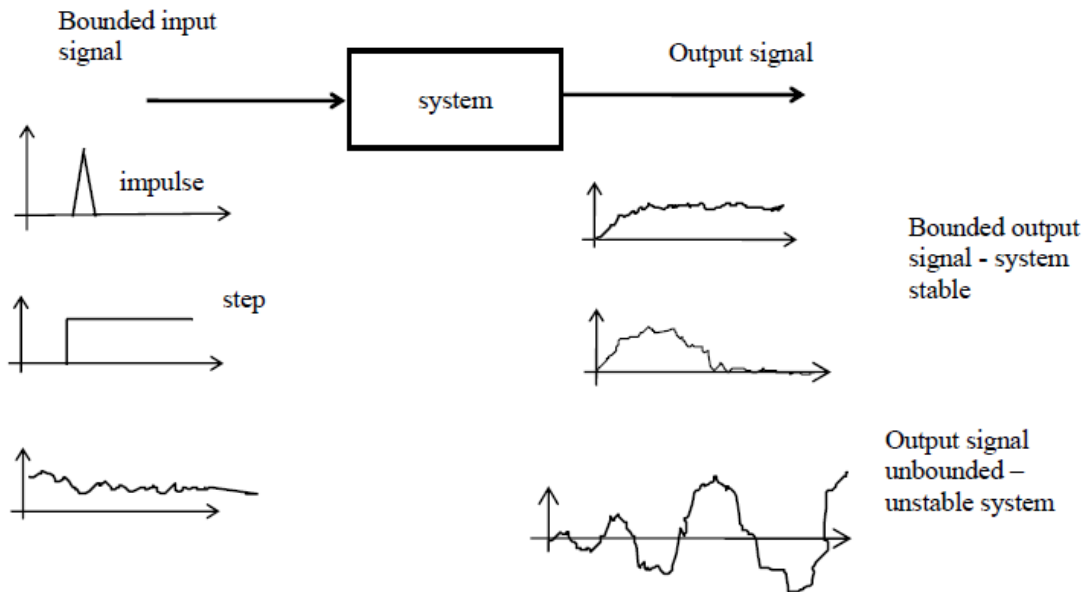 Bounded input
signal
system
Output signal
impulse
Bounded output
signal - system
stable
step
Output signal
unbounded –
unstable system